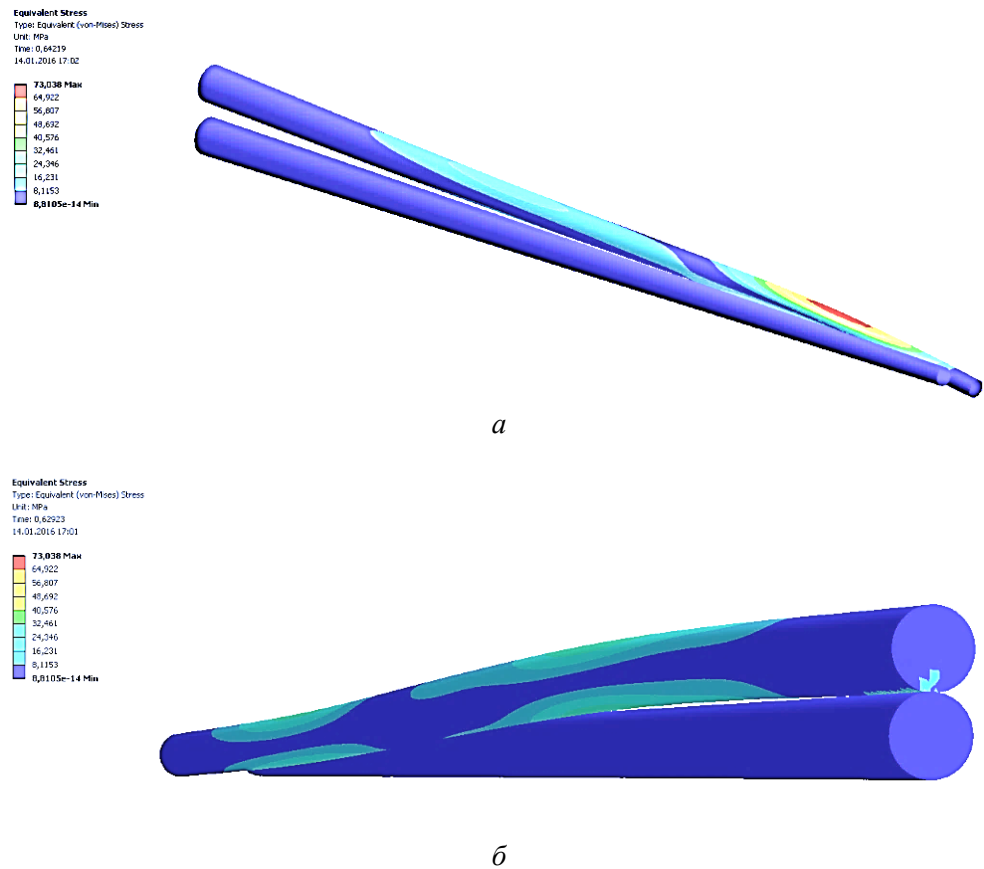 Equivalent Stress
Type: Equivalent (von-Mises) Stress
Unit: MPa
Time: 0,64219
14.01.2016 17:02
73,038 Max
64,922
56,807
48,692
40,576
32,461
24,346
16,231
8,1153
8,8105e-14 Min
а
Equivalent Stress
Type: Equivalent (von-Mises) Stress
Unit: MPa
Time: 0,62923
14.01.2016 17:01
73,038 Max
64,922
56,807
48,692
40,576
32,461
24,346
16,231
8,1153
8,8105e-14 Min
б